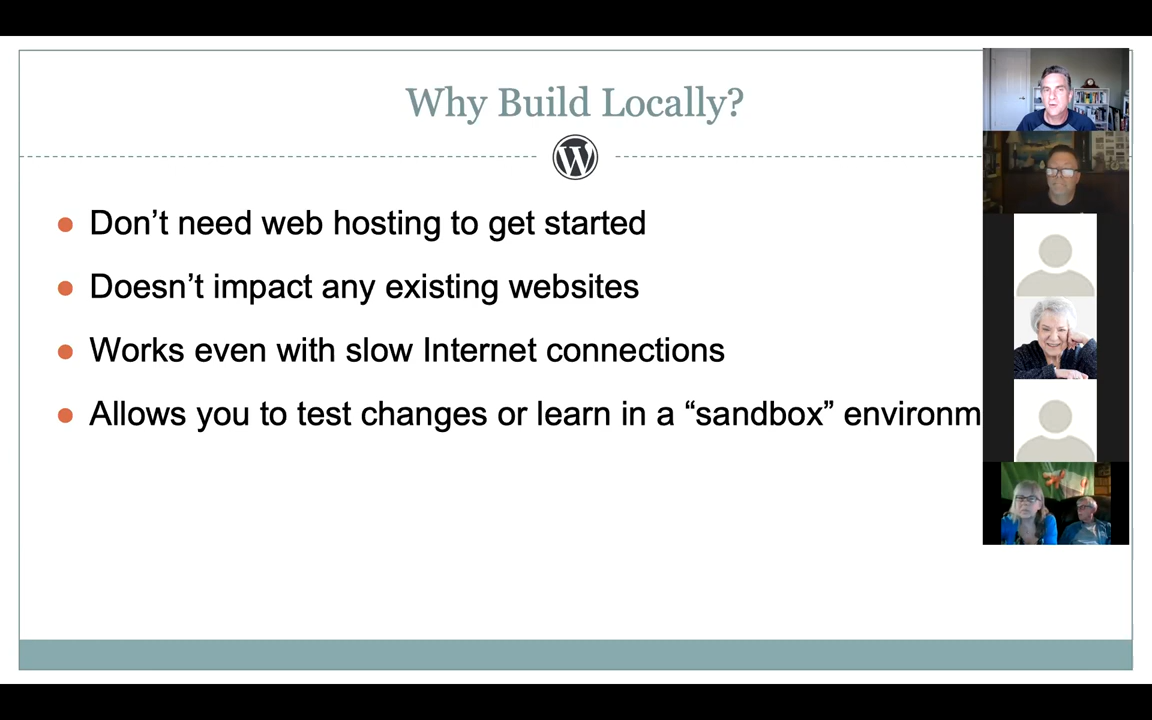 Why Build Locally?
Don’t need web hosting to get started
Doesn’t impact any existing websites
Works even with slow Internet connections
Allows you to test changes or learn in a “sandbox” environm